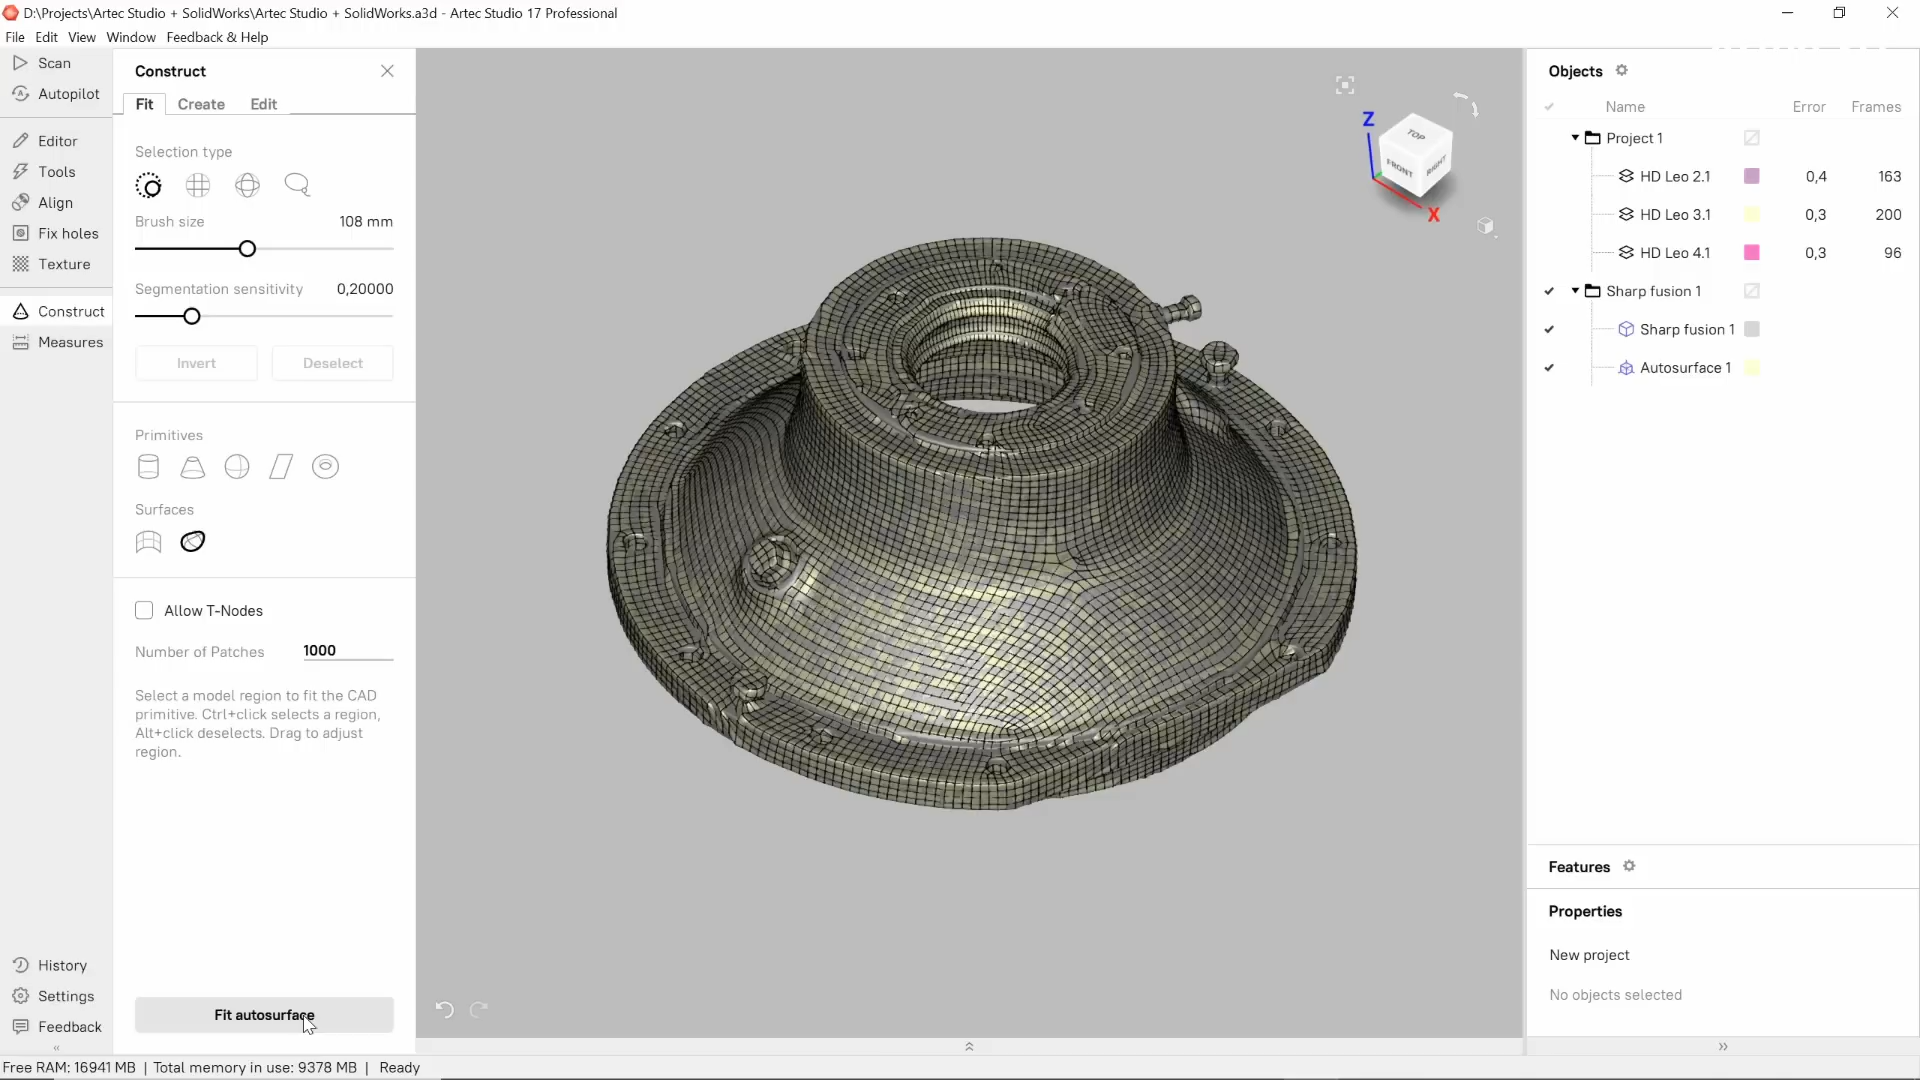 D:\Projects\Artec Studio + SolidWorks\Artec Studio + SolidWorks.a3d - Artec Studio 17 Professional
File Edit View Window Feedback & Help
Scan
Autopilot
Editor
Tools
Align
Fix holes
Texture
Construct
Measures
History
Settings
Feedback
Construct
Fit Create Edit
Selection type
Brush size 108 mm
Segmentation sensitivity 0,20000
Invert Deselect
Primitives
Surfaces
Allow T-Nodes
Number of Patches 1000
Select a model region to fit the CAD
primitive. Ctrl+click selects a region,
Alt+click deselects. Drag to adjust
region.
Fit autosurface
Z
TOP
FRONT RIGHT
X
Objects
Name Error Frames
Project 1
HD Leo 2.1 0,4 163
HD Leo 3.1 0,3 200
HD Leo 4.1 0,3 96
Sharp fusion 1
Sharp fusion 1
Autosurface 1
Features
Properties
New project
No objects selected
Free RAM: 16941 MB | Total memory in use: 9378 MB | Ready